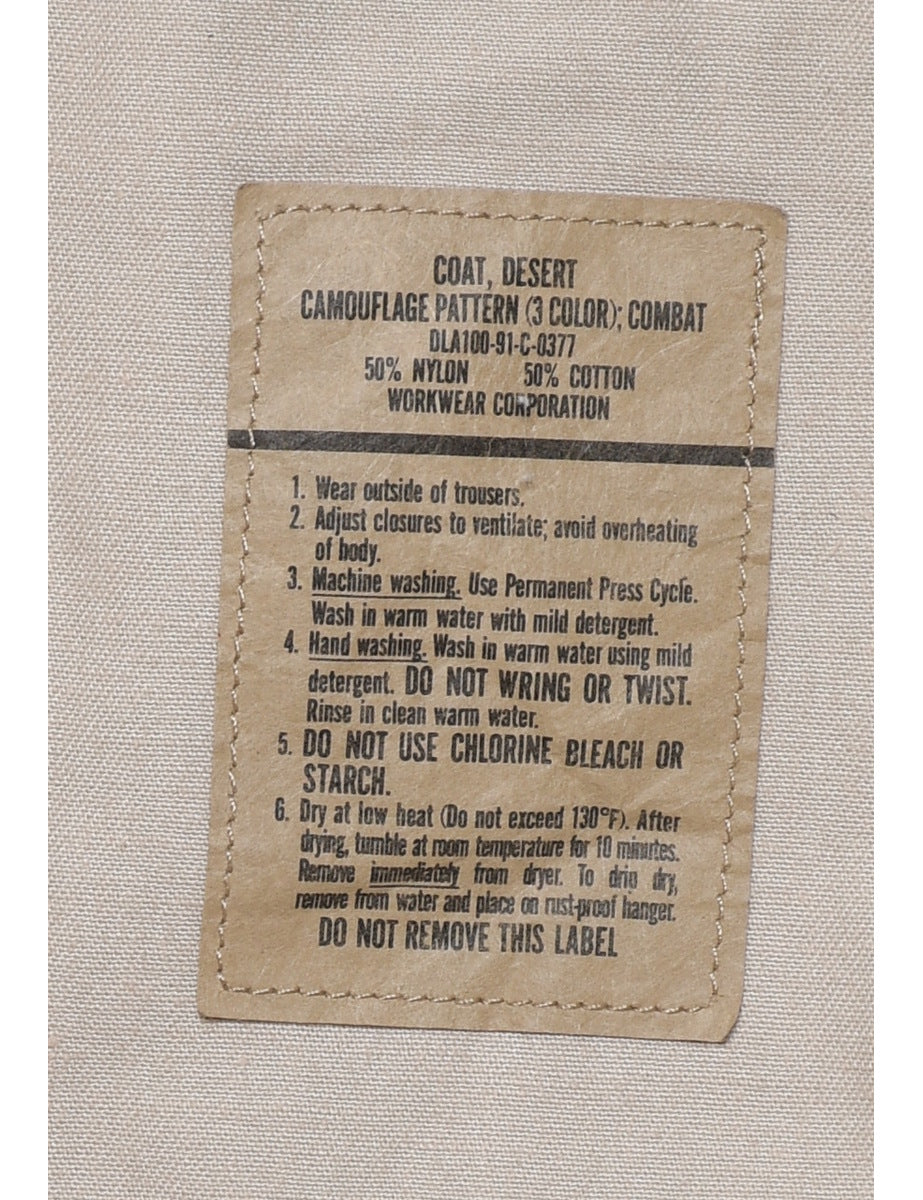 COAT, DESERT
CAMOUFLAGE PATTERN (3 COLOR); COMBAT
DLA100-91-C-0377
50% NYLON 50% COTTON
WORKWEAR CORPORATION
1. Wear outside of trousers.
2. Adjust closures to ventilate; avoid overheating
of body.
3. Machine washing. Use Permanent Press Cycle.
Wash in warm water with mild detergent.
4. Hand washing. Wash in warm water using mild
detergent. DO NOT WRING OR TWIST.
Rinse in clean warm water.
5. DO NOT USE CHLORINE BLEACH OR
STARCH.
6. Dry at low heat (Do not exceed 130°F). After
drying, tumble at room temperature for 10 minutes.
Remove immediately from dryer. To drip dry,
remove from water and place on rust-proof hanger.
DO NOT REMOVE THIS LABEL